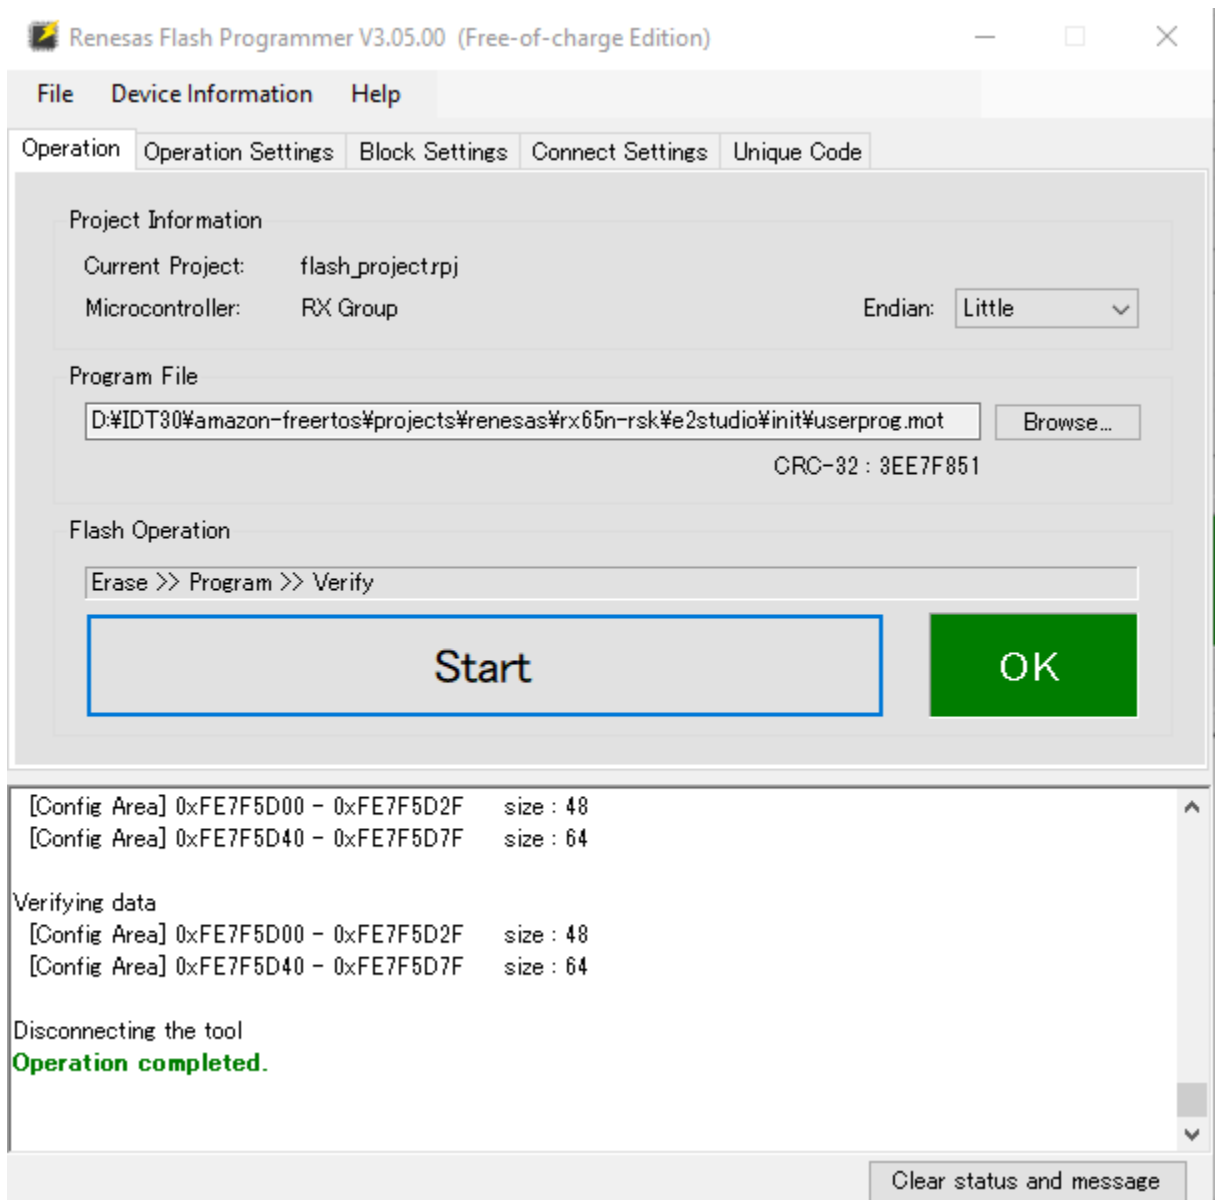 Renesas Flash Programmer V3.05.00 (Free-of-charge Edition)
File Device Information Help
Operation Operation Settings Block Settings Connect Settings Unique Code
Project Information
Current Project: flash_project.rpj
Microcontroller: RX Group Endian: Little
Program File
D:¥IDT30¥amazon-freertos¥projects¥renesas¥rx65n-rsk¥e2studio¥init¥userprog.mot Browse...
CRC-32 : 3EE7F851
Flash Operation
Erase >> Program >> Verify
Start OK
[Config Area] 0xFE7F5D00 - 0xFE7F5D2F size : 48
[Config Area] 0xFE7F5D40 - 0xFE7F5D7F size : 64
Verifying data
[Config Area] 0xFE7F5D00 - 0xFE7F5D2F size : 48
[Config Area] 0xFE7F5D40 - 0xFE7F5D7F size : 64
Disconnecting the tool
Operation completed.
Clear status and message